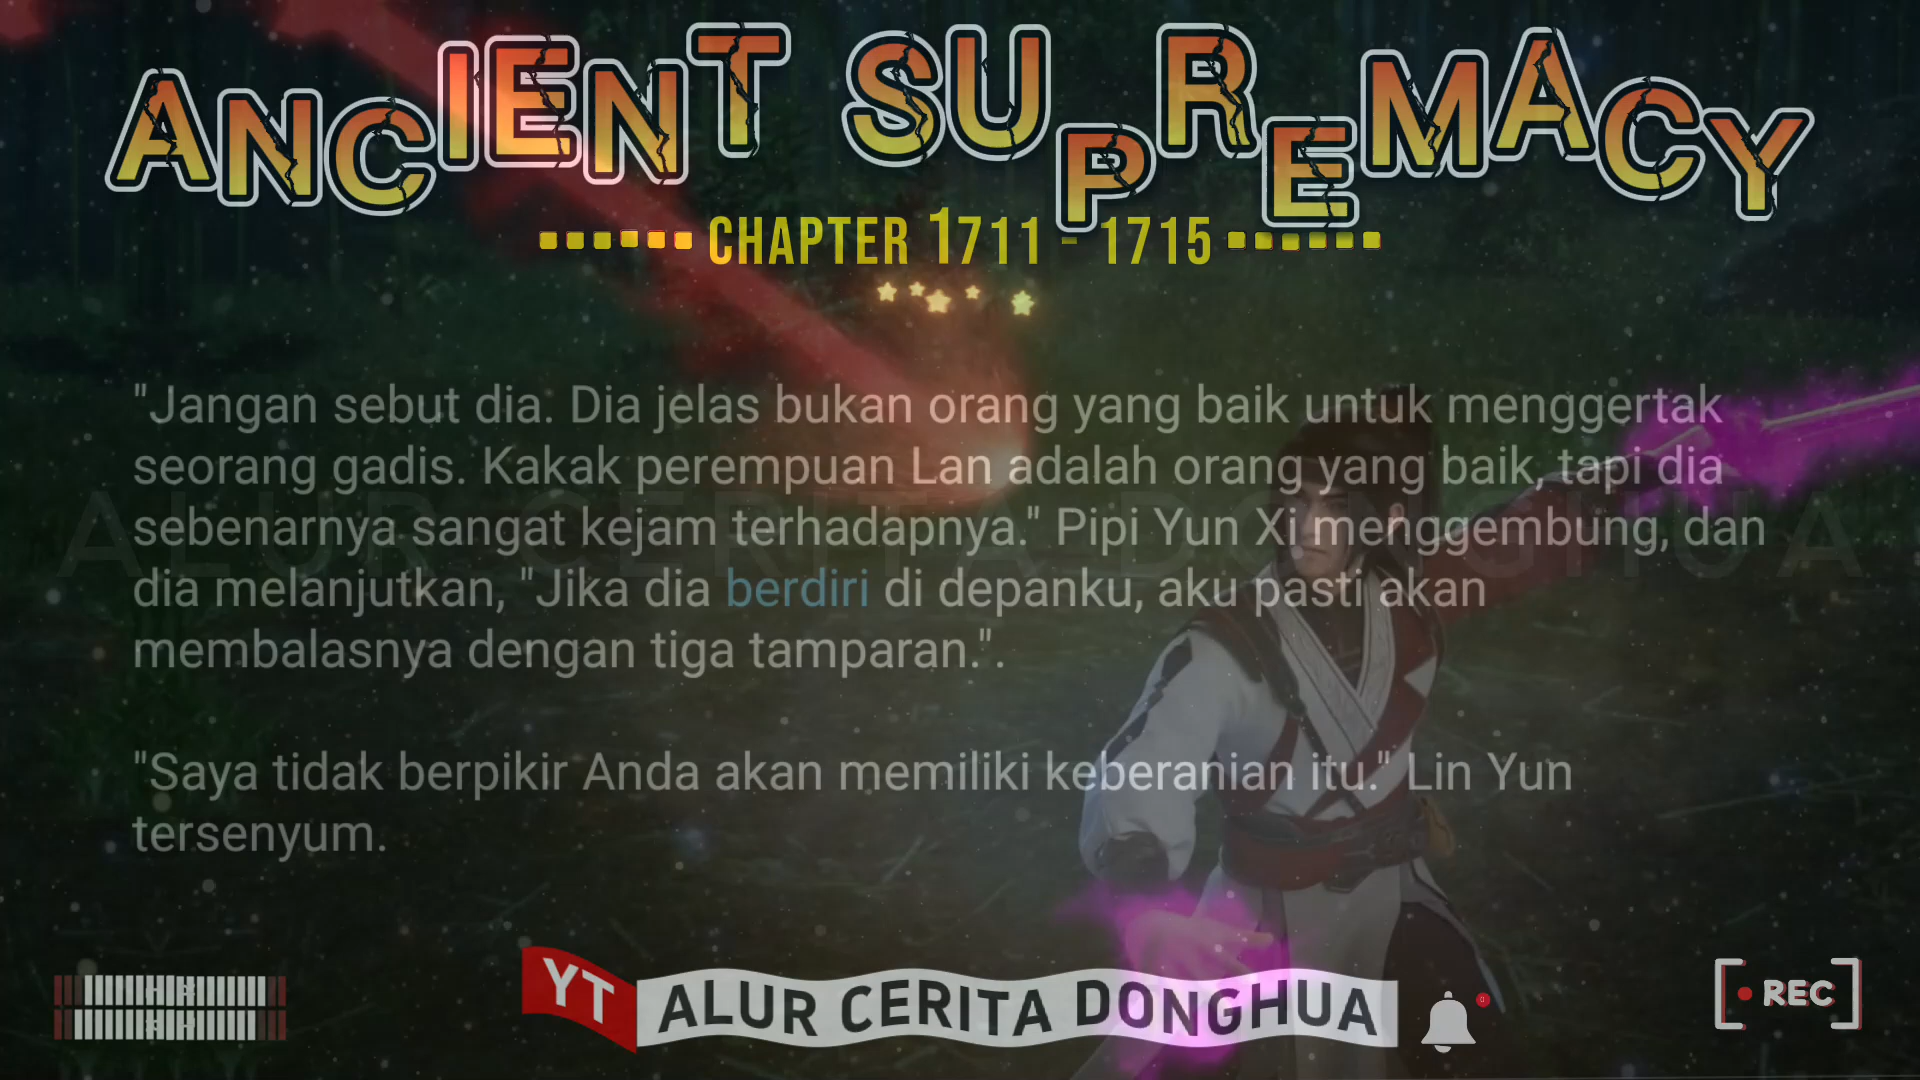 ANCIENT SUPREMACY
CHAPTER 1711 - 1715
"Jangan sebut dia. Dia jelas bukan orang yang baik untuk menggertak
seorang gadis. Kakak perempuan Lan adalah orang yang baik, tapi dia
sebenarnya sangat kejam terhadapnya." Pipi Yun Xi menggembung, dan
dia melanjutkan, "Jika dia berdiri di depanku, aku pasti akan
membalasnya dengan tiga tamparan.".
"Saya tidak berpikir Anda akan memiliki keberanian itu." Lin Yun
tersenyum.
ALUR CERITA DONGHUA
YT ALUR CERITA DONGHUA
REC